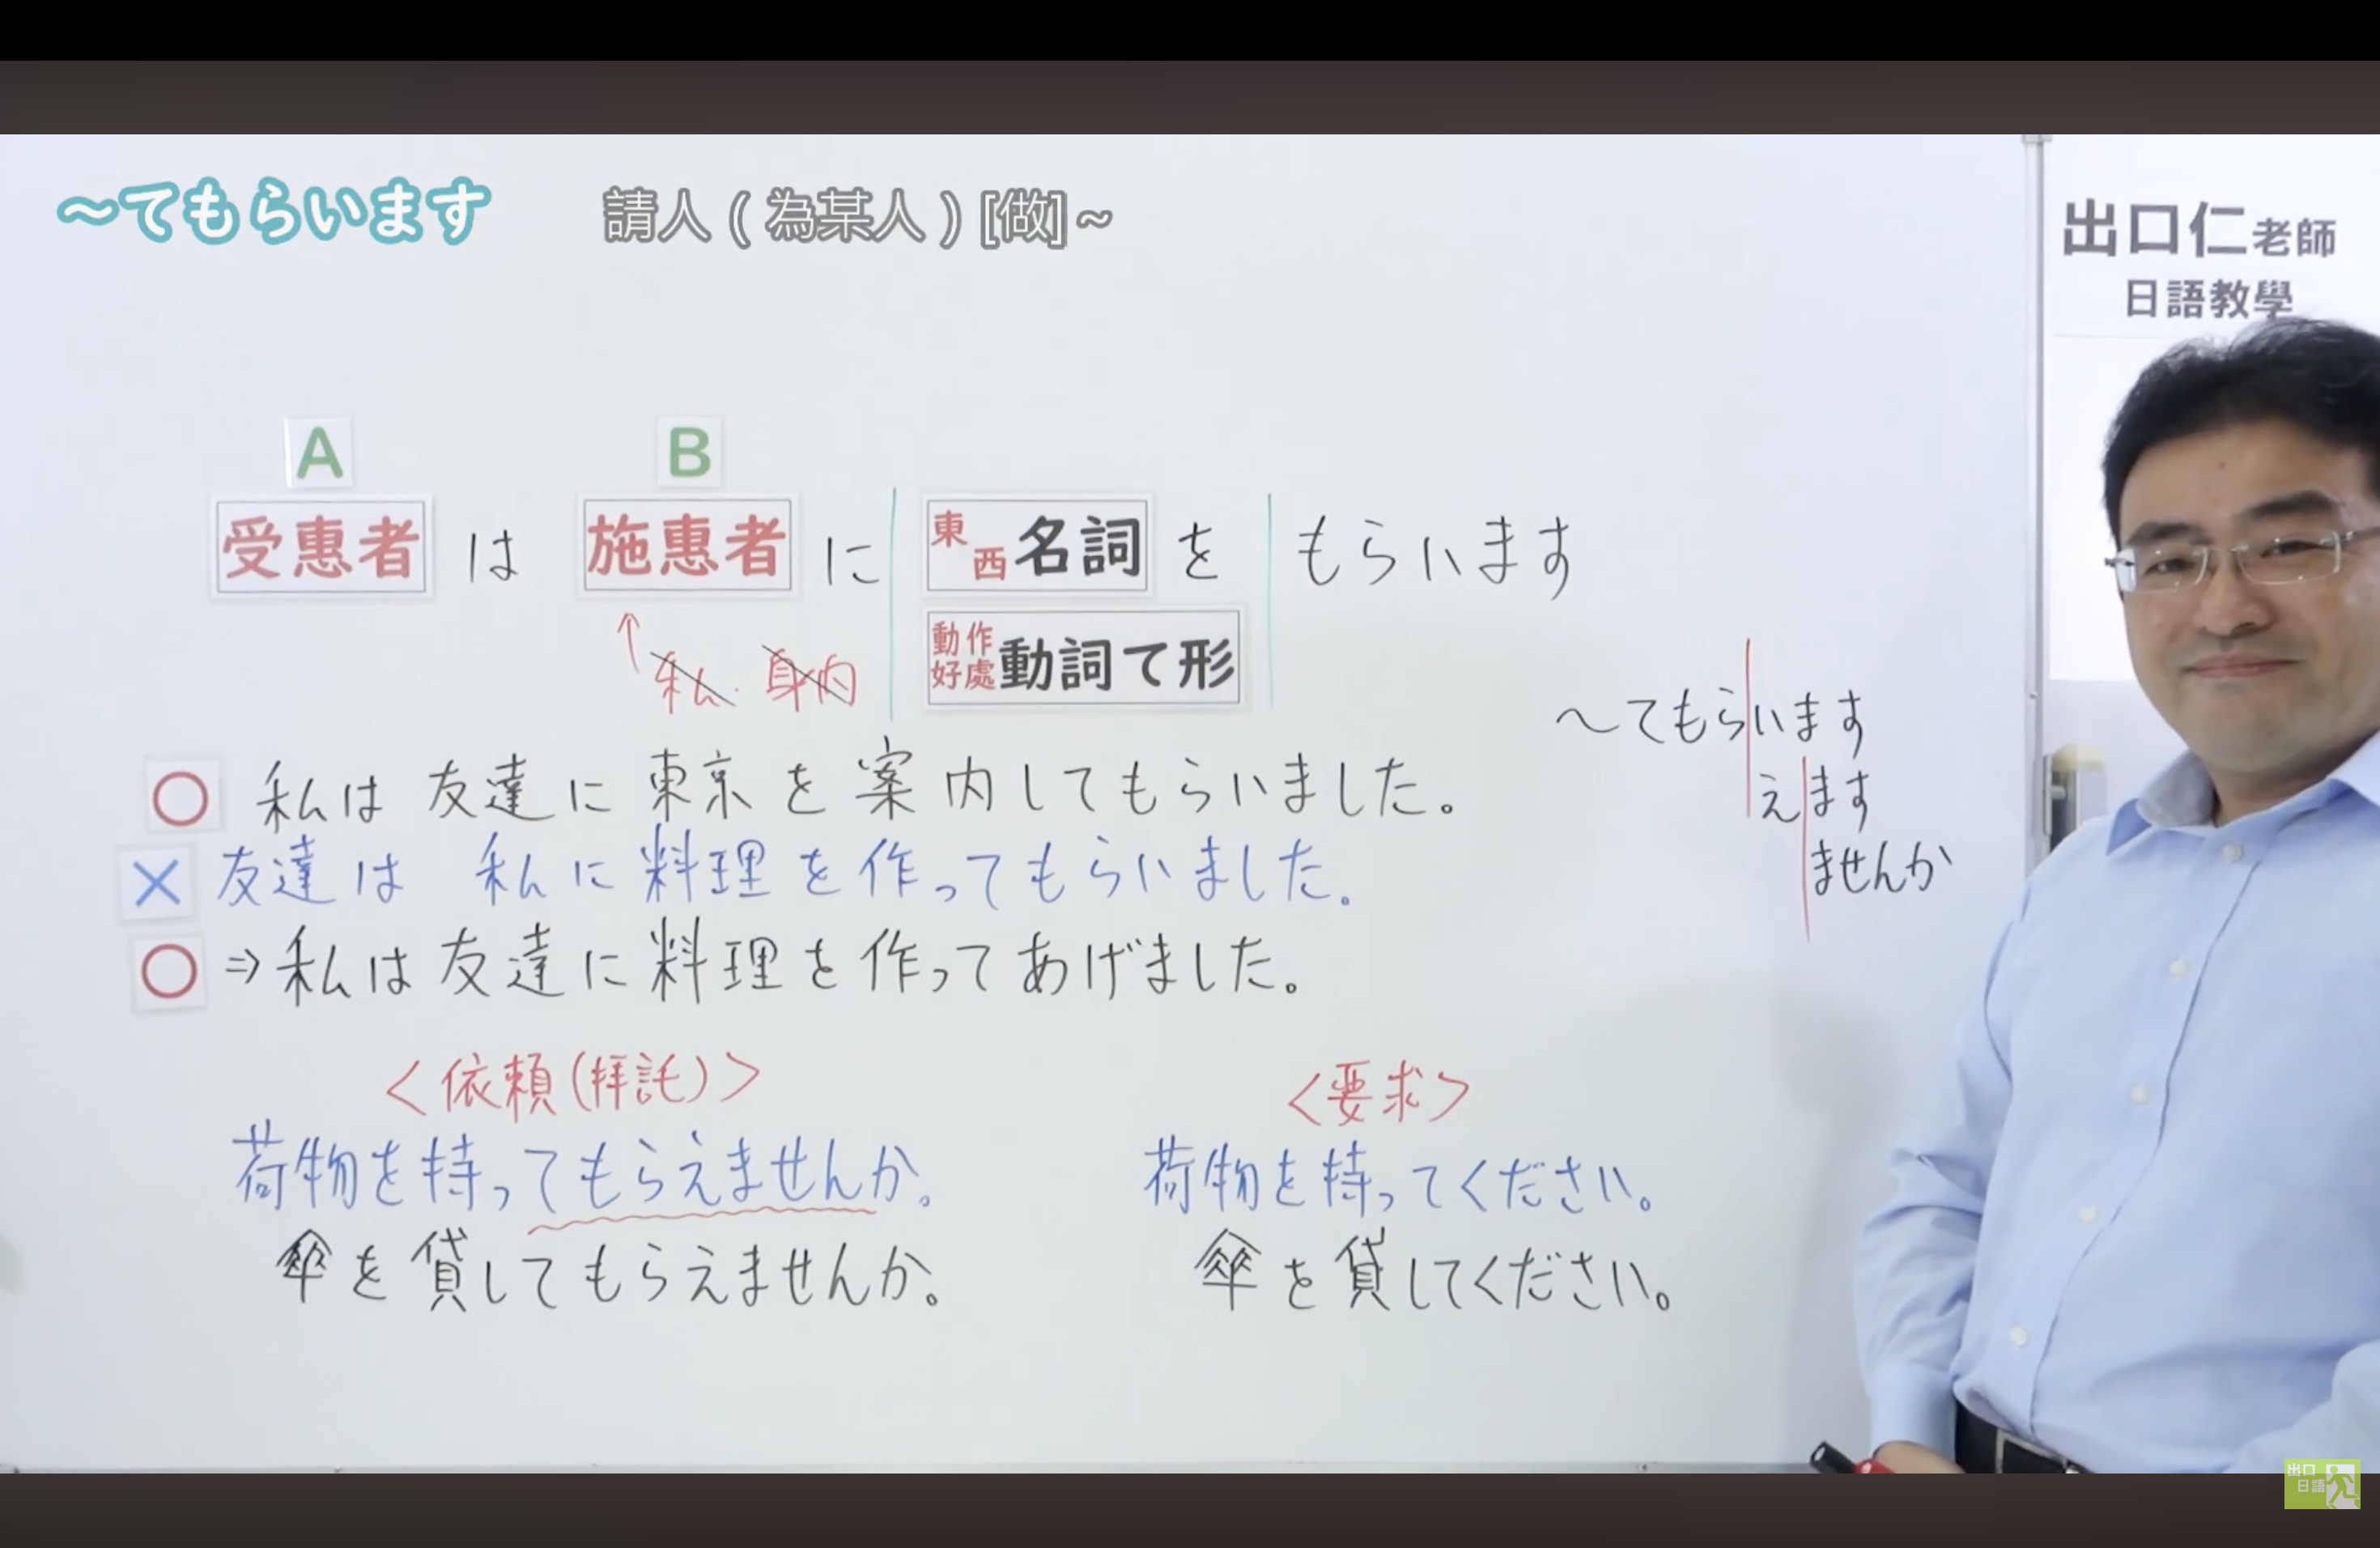 ～てもらいます 請人(為某人)[做]～
出口仁老師
日語教學
A B
受惠者 は 施惠者 に 東西名詞 を もらいます
私 身内
動作好處動詞て形
～てもらいます
えます
ませんか
私は友達に東京を案内してもらいました。
友達は 私に料理を作ってもらいました。
⇒私は友達に料理を作ってあげました。
＜依頼(拝託)＞
荷物を持ってもらえませんか。
傘を貸してもらえませんか。
＜要求＞
荷物を持ってください。
傘を貸してください。
出口
日語